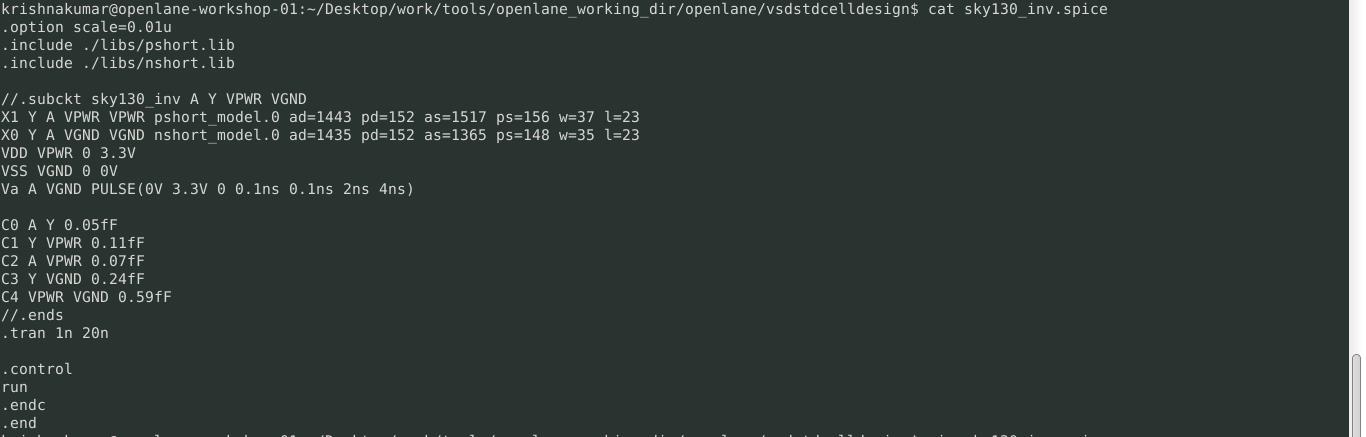 krishnakumar@openlane-workshop-01:~/Desktop/work/tools/openlane_working_dir/openlane/vsdstdcelldesign$ cat sky130_inv.spice
.option scale=0.01u
.include ./libs/pshort.lib
.include ./libs/nshort.lib
//.subckt sky130_inv A Y VPWR VGND
X1 Y A VPWR VPWR pshort_model.0 ad=1443 pd=152 as=1517 ps=156 w=37 l=23
X0 Y A VGND VGND nshort_model.0 ad=1435 pd=152 as=1365 ps=148 w=35 l=23
VDD VPWR 0 3.3V
VSS VGND 0 0V
Va A VGND PULSE(0V 3.3V 0 0.1ns 0.1ns 2ns 4ns)
C0 A Y 0.05fF
C1 Y VPWR 0.11fF
C2 A VPWR 0.07fF
C3 Y VGND 0.24fF
C4 VPWR VGND 0.59fF
//.ends
.tran 1n 20n
.control
run
.endc
.end